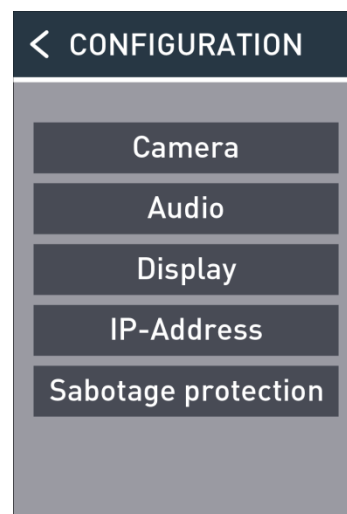 CONFIGURATION
Camera
Audio
Display
IP-Address
Sabotage protection